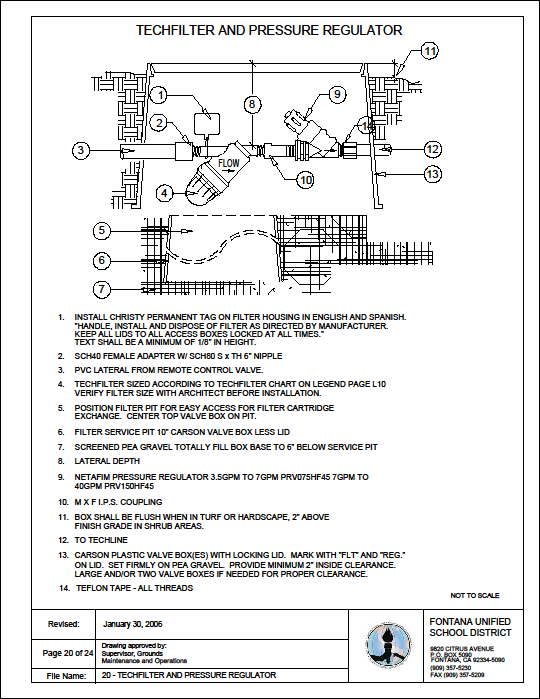 TECHFILTER AND PRESSURE REGULATOR
11
1
9
8
2
14
3
12
FLOW
10
13
4
5
6
7
1. INSTALL CHRISTY PERMANENT TAG ON FILTER HOUSING IN ENGLISH AND SPANISH.
"HANDLE, INSTALL AND DISPOSE OF FILTER AS DIRECTED BY MANUFACTURER.
KEEP ALL LIDS TO ALL ACCESS BOXES LOCKED AT ALL TIMES."
TEXT SHALL BE A MINIMUM OF 1/8" IN HEIGHT.
2. SCH40 FEMALE ADAPTER W/ SCH80 S x TH 6" NIPPLE
3. PVC LATERAL FROM REMOTE CONTROL VALVE.
4. TECHFILTER SIZED ACCORDING TO TECHFILTER CHART ON LEGEND PAGE L10
VERIFY FILTER SIZE WITH ARCHITECT BEFORE INSTALLATION.
5. POSITION FILTER PIT FOR EASY ACCESS FOR FILTER CARTRIDGE
EXCHANGE. CENTER TOP VALVE BOX ON PIT.
6. FILTER SERVICE PIT 10" CARSON VALVE BOX LESS LID
7. SCREENED PEA GRAVEL TOTALLY FILL BOX BASE TO 6" BELOW SERVICE PIT
8. LATERAL DEPTH
9. NETAFIM PRESSURE REGULATOR 3.5GPM TO 7GPM PRV075HF45 7GPM TO
40GPM PRV150HF45
10. M X F I.P.S. COUPLING
11. BOX SHALL BE FLUSH WHEN IN TURF OR HARDSCAPE, 2" ABOVE
FINISH GRADE IN SHRUB AREAS.
12. TO TECHLINE
13. CARSON PLASTIC VALVE BOX(ES) WITH LOCKING LID. MARK WITH "FLT" AND "REG."
ON LID. SET FIRMLY ON PEA GRAVEL. PROVIDE MINIMUM 2" INSIDE CLEARANCE.
LARGE AND/OR TWO VALVE BOXES IF NEEDED FOR PROPER CLEARANCE.
14. TEFLON TAPE - ALL THREADS
NOT TO SCALE
Revised: January 30, 2006
Page 20 of 24
Drawing approved by:
Supervisor, Grounds
Maintenance and Operations
File Name: 20 - TECHFILTER AND PRESSURE REGULATOR
FONTANA UNIFIED
SCHOOL DISTRICT
9820 CITRUS AVENUE
P.O. BOX 5090
FONTANA, CA 92334-5090
(909) 357-5230
FAX (909) 357-5209